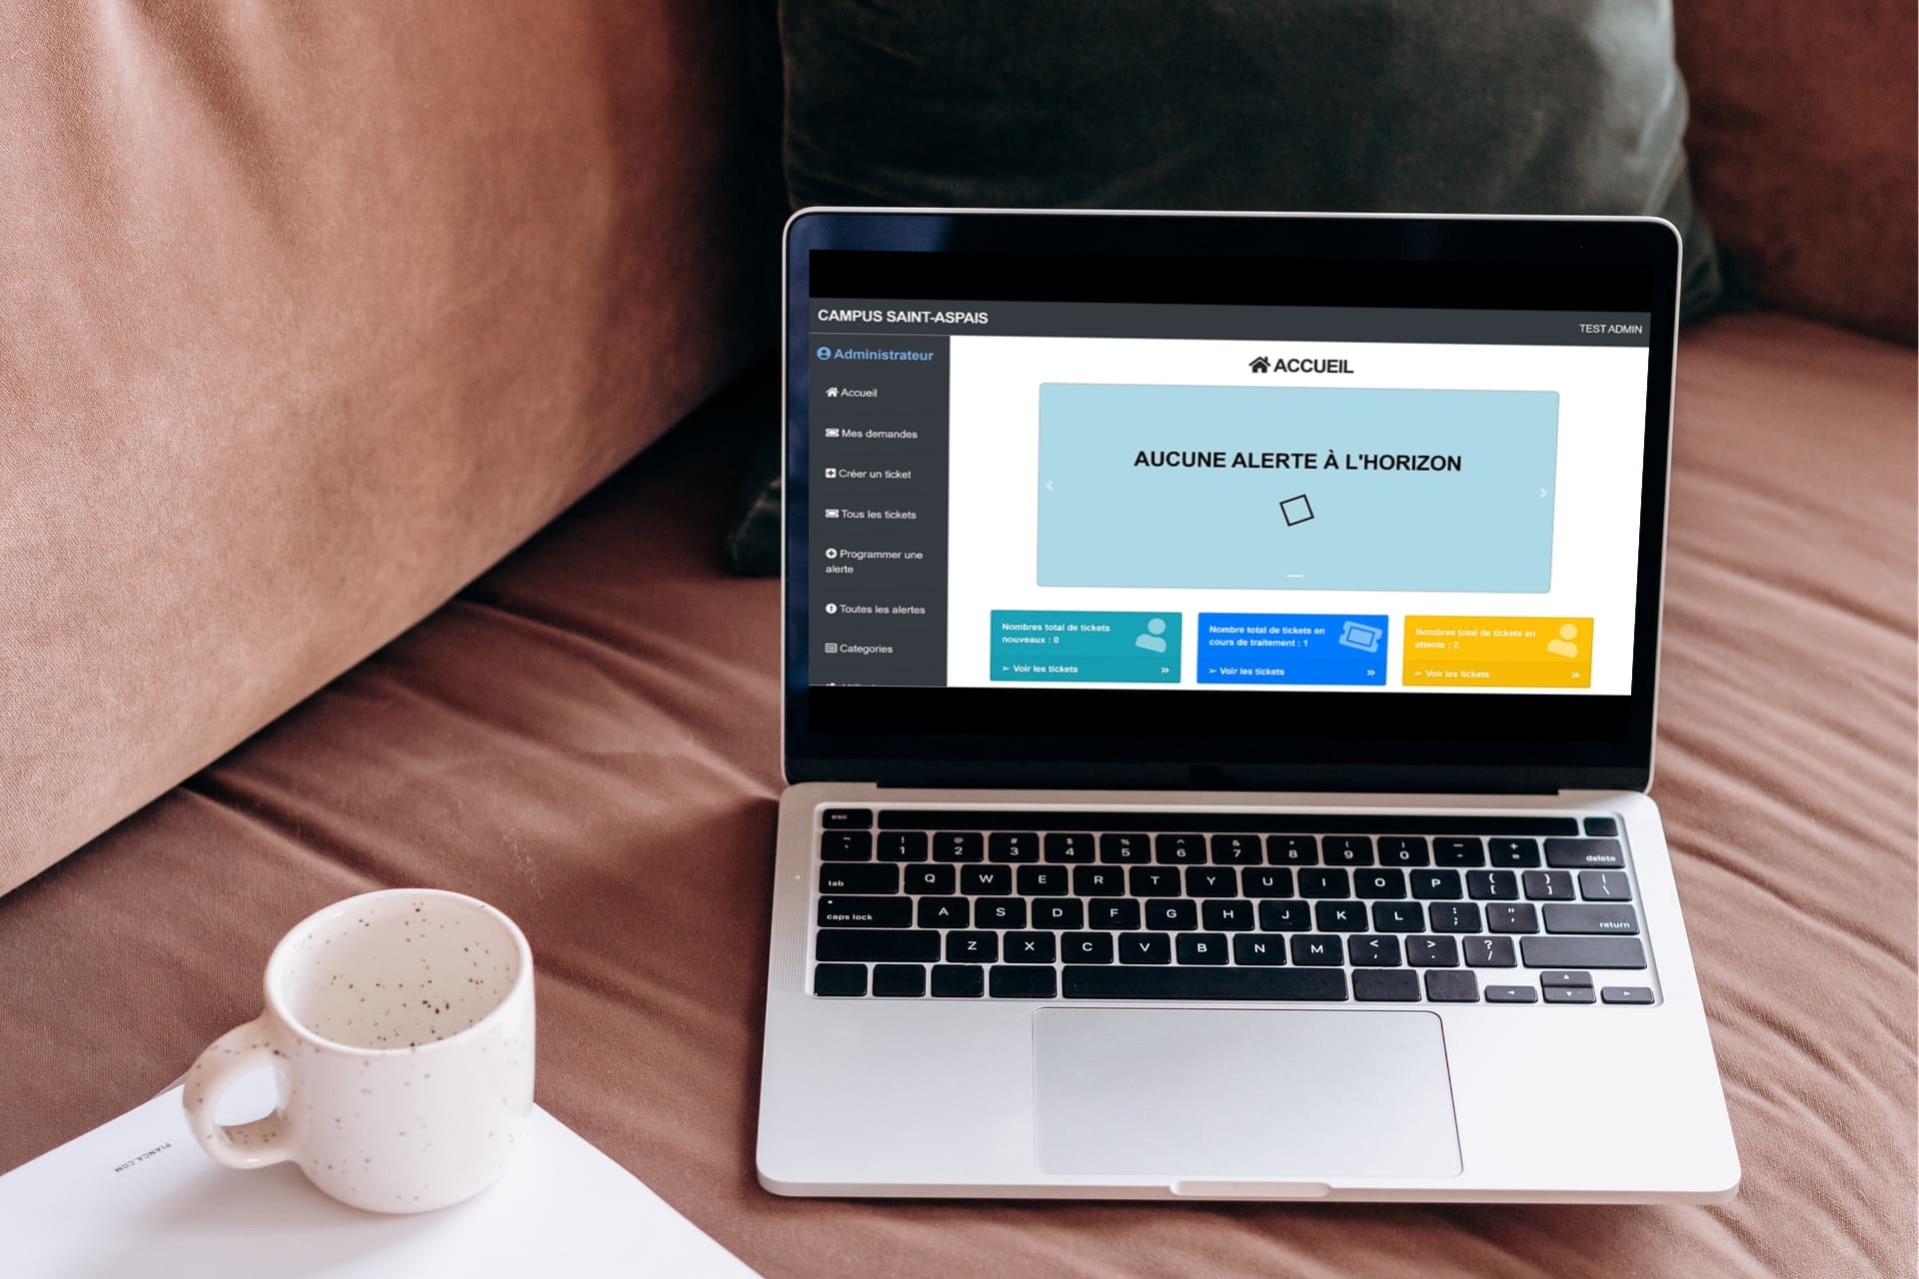 CAMPUS SAINT-ASPAIS
TEST ADMIN
Administrateur
Accueil
Mes demandes
Créer un ticket
Tous les tickets
Programmer une
alerte
Toutes les alertes
Categories
ACCUEIL
AUCUNE ALERTE À L'HORIZON
Nombres total de tickets
nouveaux : 0
➢ Voir les tickets
Nombre total de tickets en
cours de traitement : 1
➢ Voir les tickets
Nombres total de tickets en
attente : 2
➢ Voir les tickets
esc
~ ! @ # $ % ^ & * ( ) _ +
` 1 2 3 4 5 6 7 8 9 0 - = delete
tab Q W E R T Y U I O P { [ } ] | \
caps lock A S D F G H J K L : ; " ' return
Z X C V B N M < , > . ? /
PIANCA.COM